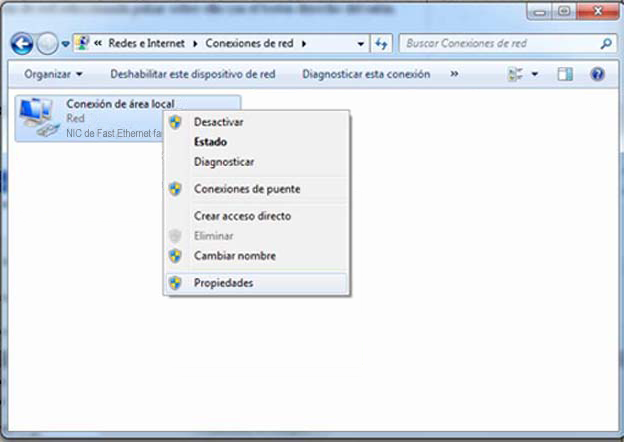 « Redes e Internet Conexiones de red
Buscar Conexiones de red
Organizar Deshabilitar este dispositivo de red Diagnosticar esta conexión »
Conexión de área local
Red
NIC de Fast Ethernet fa
Desactivar
Estado
Diagnosticar
Conexiones de puente
Crear acceso directo
Eliminar
Cambiar nombre
Propiedades